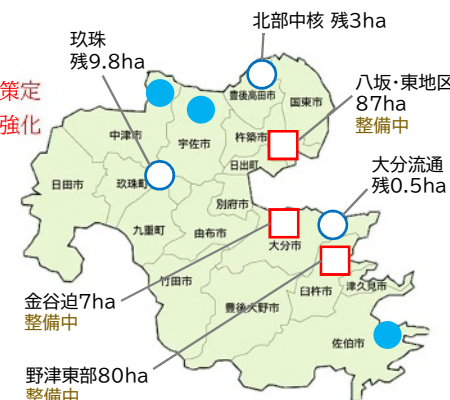 北部中核 残3ha
玖珠
残9.8ha
策定
強化
八坂・東地区
87ha
整備中
大分流通
残0.5ha
豊後高田市
国東市
中津市
宇佐市
杵築市
日出町
日田市
玖珠町
別府市
九重町
由布市
大分市
竹田市
豊後大野市
臼杵市
津久見市
佐伯市
金谷迫7ha
整備中
野津東部80ha
整備中